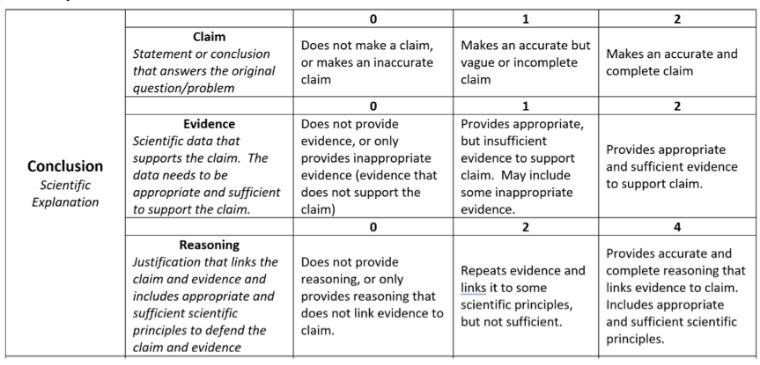 0
1
2
Claim
Statement or conclusion
that answers the original
question/problem
Does not make a claim,
or makes an inaccurate
claim
Makes an accurate but
vague or incomplete
claim
Makes an accurate and
complete claim
0
1
2
Conclusion
Scientific
Explanation
Evidence
Scientific data that
supports the claim. The
data needs to be
appropriate and sufficient
to support the claim.
Does not provide
evidence, or only
provides inappropriate
evidence (evidence that
does not support the
claim)
Provides appropriate,
but insufficient
evidence to support
claim. May include
some inappropriate
evidence.
Provides appropriate
and sufficient evidence
to support claim.
0
2
4
Reasoning
Justification that links the
claim and evidence and
includes appropriate and
sufficient scientific
principles to defend the
claim and evidence
Does not provide
reasoning, or only
provides reasoning that
does not link evidence to
claim.
Repeats evidence and
links it to some
scientific principles,
but not sufficient.
Provides accurate and
complete reasoning that
links evidence to claim.
Includes appropriate
and sufficient scientific
principles.